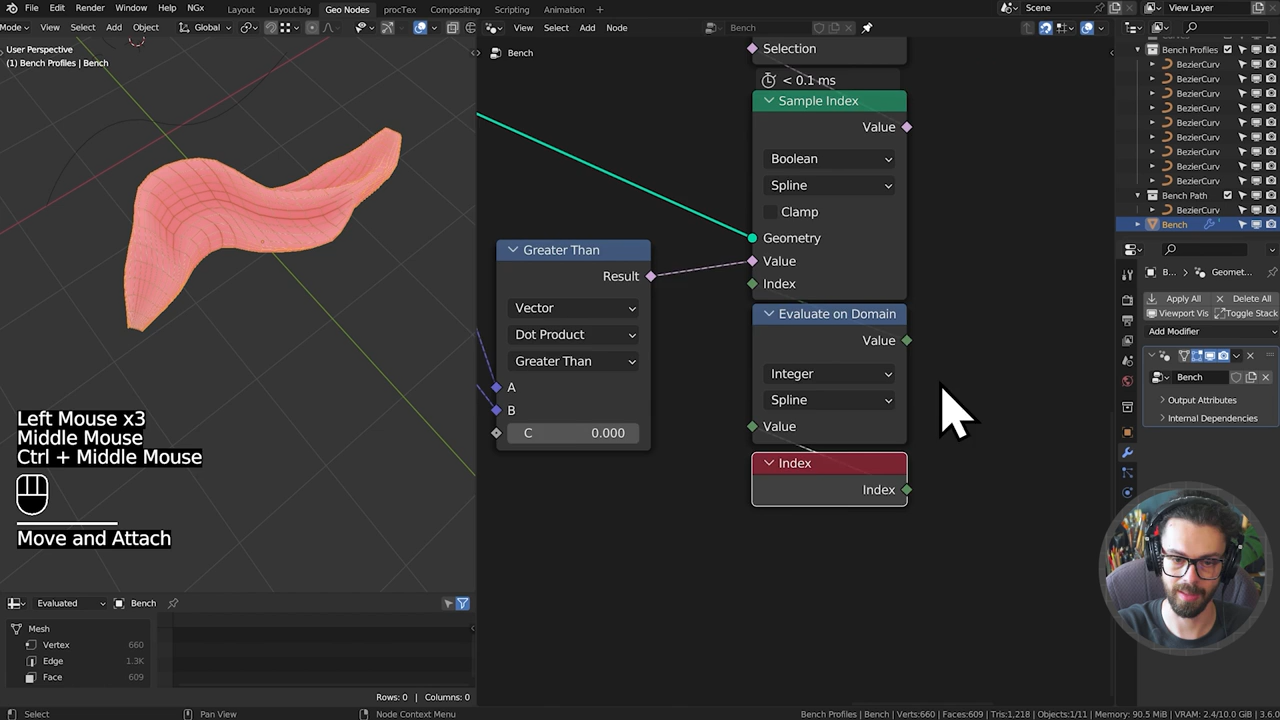 File Edit Render Window Help NGx Layout Layout.big Geo Nodes procTex Compositing Scripting Animation + Scene View Layer
Mode View Select Add Object Global View Select Add Node Bench
User Perspective
(1) Bench Profiles | Bench
Bench
Selection
< 0.1 ms
Sample Index
Value
Boolean
Spline
Clamp
Geometry
Value
Index
Greater Than
Result
Vector
Dot Product
Greater Than
A
B
C 0.000
Evaluate on Domain
Value
Integer
Spline
Value
Index
Index
Bench Profiles
BezierCurv
BezierCurv
BezierCurv
BezierCurv
BezierCurv
BezierCurv
BezierCurv
BezierCurv
BezierCurv
Bench Path
BezierCurv
Bench
B... Geomet...
Apply All Delete All
Viewport Vis Toggle Stack
Add Modifier
Bench
Output Attributes
Internal Dependencies
Left Mouse x3
Middle Mouse
Ctrl + Middle Mouse
Move and Attach
Evaluated Bench
Mesh
Vertex 660
Edge 1.3K
Face 609
Rows: 0 | Columns: 0
Select Pan View Node Context Menu Bench Profiles | Bench | Verts:660 | Faces:609 | Tris:1,218 | Objects:1/11 | Memory: 90.5 MiB | VRAM: 2.4/10.0 GiB | 3.6.0